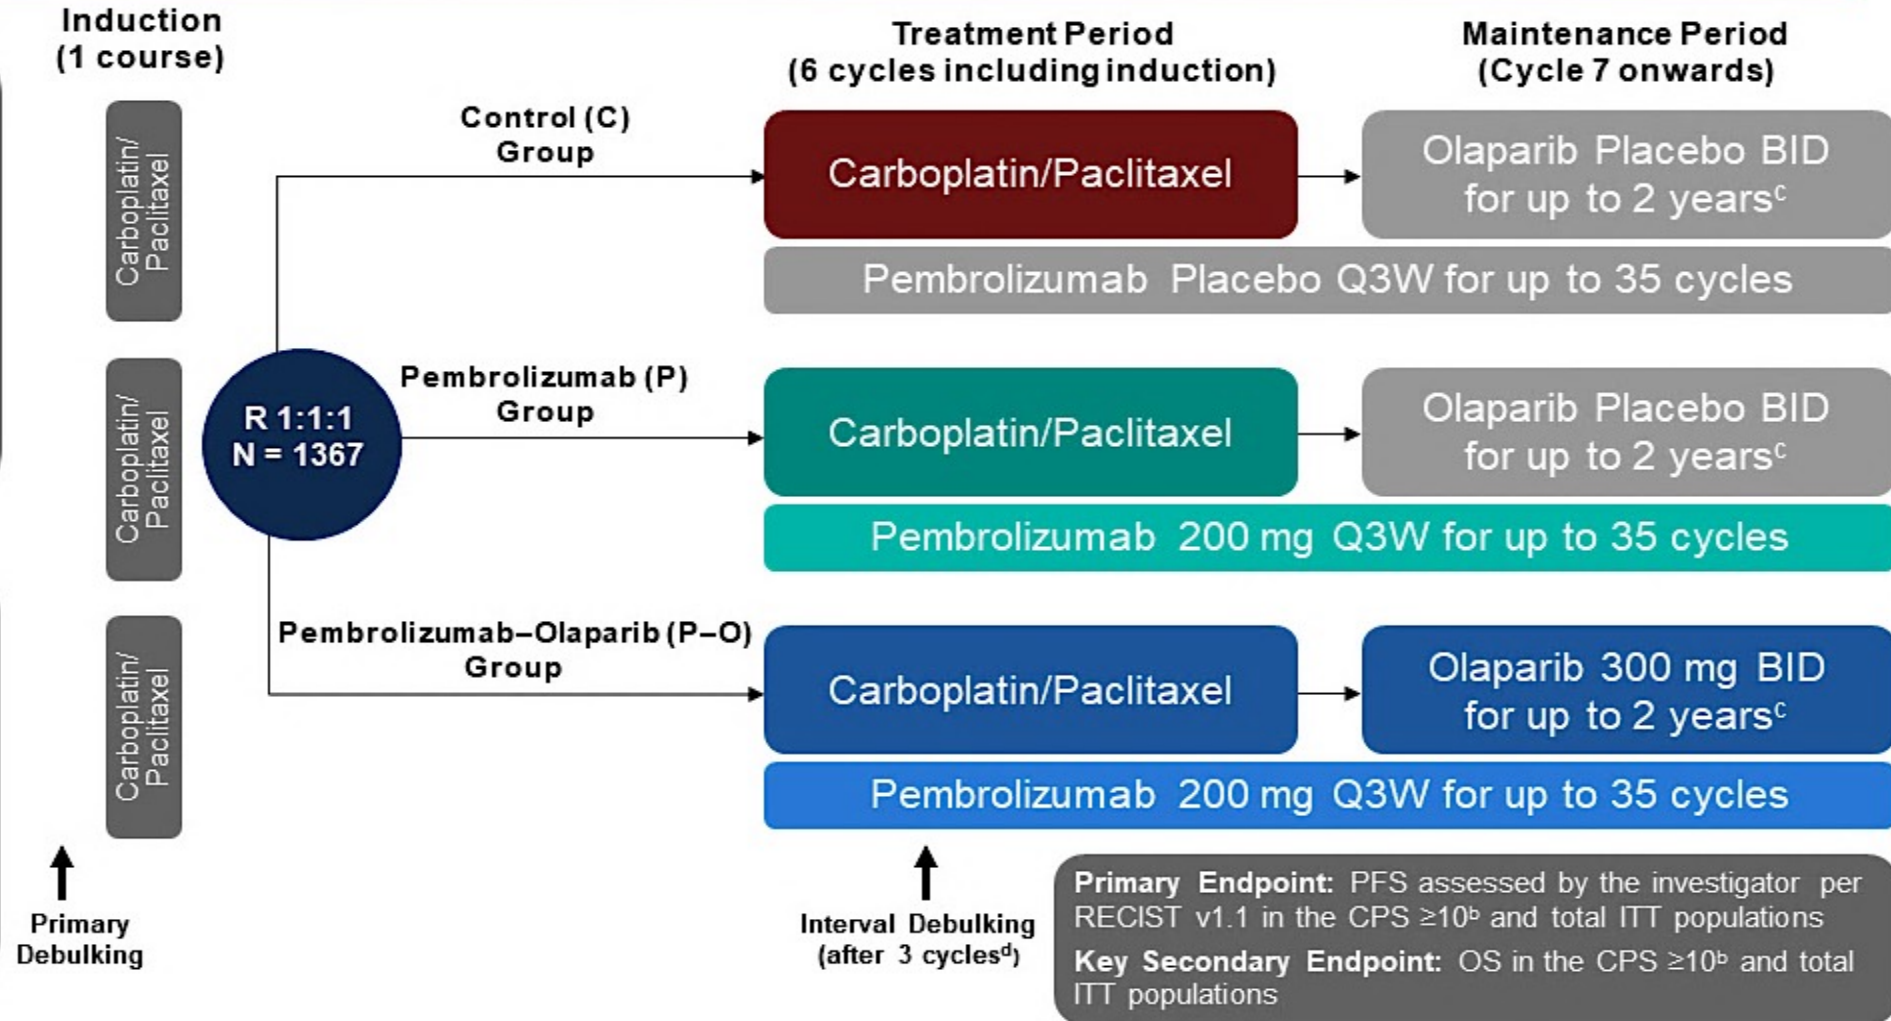 Induction
(1 course)
Treatment Period
(6 cycles including induction)
Maintenance Period
(Cycle 7 onwards)
Carboplatin/
Paclitaxel
Control (C)
Group
Carboplatin/Paclitaxel
Olaparib Placebo BID
for up to 2 yearsᶜ
Pembrolizumab Placebo Q3W for up to 35 cycles
Carboplatin/
Paclitaxel
R 1:1:1
N = 1367
Pembrolizumab (P)
Group
Carboplatin/Paclitaxel
Olaparib Placebo BID
for up to 2 yearsᶜ
Pembrolizumab 200 mg Q3W for up to 35 cycles
Carboplatin/
Paclitaxel
Pembrolizumab–Olaparib (P–O)
Group
Carboplatin/Paclitaxel
Olaparib 300 mg BID
for up to 2 yearsᶜ
Pembrolizumab 200 mg Q3W for up to 35 cycles
Primary
Debulking
Interval Debulking
(after 3 cyclesᵈ)
Primary Endpoint: PFS assessed by the investigator per
RECIST v1.1 in the CPS ≥10ᵇ and total ITT populations
Key Secondary Endpoint: OS in the CPS ≥10ᵇ and total
ITT populations